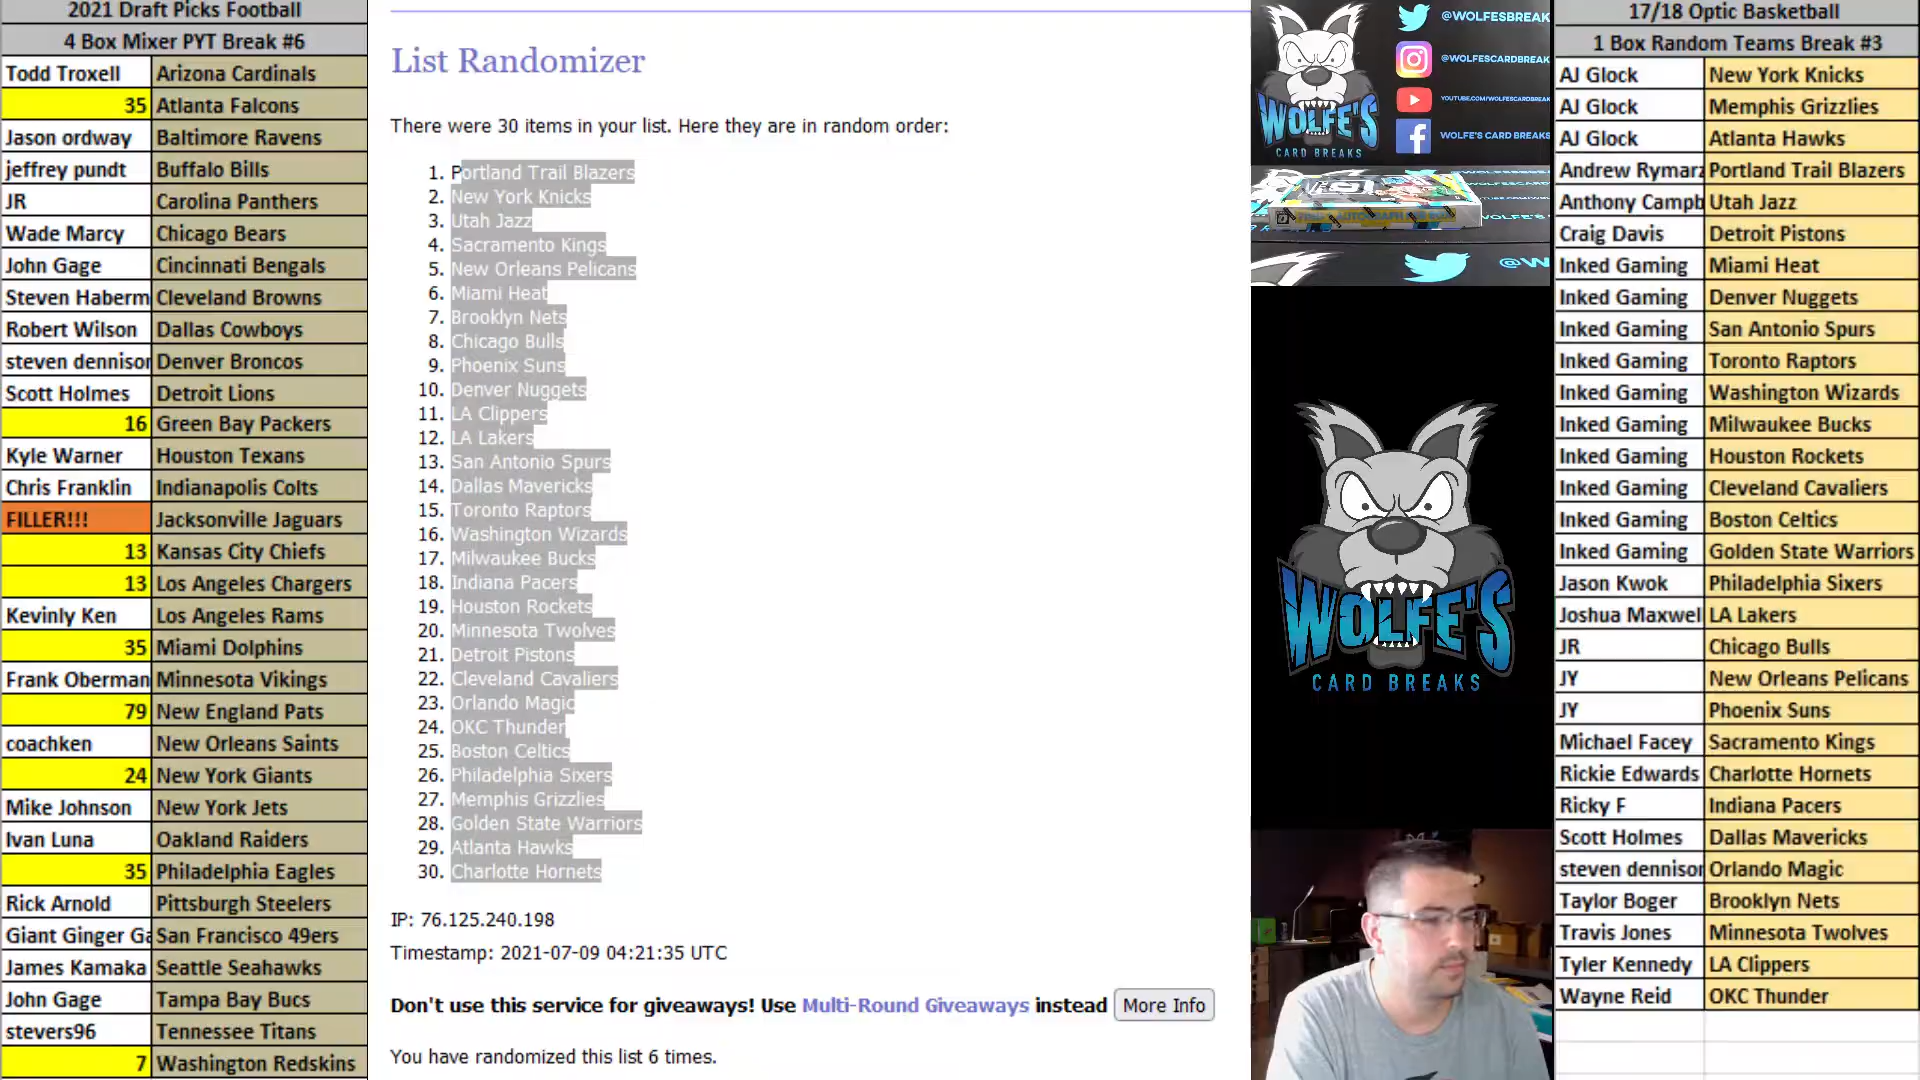 2021 Draft Picks Football
4 Box Mixer PYT Break #6
Todd Troxell Arizona Cardinals
35 Atlanta Falcons
Jason ordway Baltimore Ravens
jeffrey pundt Buffalo Bills
JR Carolina Panthers
Wade Marcy Chicago Bears
John Gage Cincinnati Bengals
Steven Haberm Cleveland Browns
Robert Wilson Dallas Cowboys
steven dennisor Denver Broncos
Scott Holmes Detroit Lions
16 Green Bay Packers
Kyle Warner Houston Texans
Chris Franklin Indianapolis Colts
FILLER!!! Jacksonville Jaguars
13 Kansas City Chiefs
13 Los Angeles Chargers
Kevinly Ken Los Angeles Rams
35 Miami Dolphins
Frank Oberman Minnesota Vikings
79 New England Pats
coachken New Orleans Saints
24 New York Giants
Mike Johnson New York Jets
Ivan Luna Oakland Raiders
35 Philadelphia Eagles
Rick Arnold Pittsburgh Steelers
Giant Ginger Ga San Francisco 49ers
James Kamaka Seattle Seahawks
John Gage Tampa Bay Bucs
stevers96 Tennessee Titans
7 Washington Redskins
List Randomizer
There were 30 items in your list. Here they are in random order:
1. Portland Trail Blazers
2. New York Knicks
3. Utah Jazz
4. Sacramento Kings
5. New Orleans Pelicans
6. Miami Heat
7. Brooklyn Nets
8. Chicago Bulls
9. Phoenix Suns
10. Denver Nuggets
11. LA Clippers
12. LA Lakers
13. San Antonio Spurs
14. Dallas Mavericks
15. Toronto Raptors
16. Washington Wizards
17. Milwaukee Bucks
18. Indiana Pacers
19. Houston Rockets
20. Minnesota Twolves
21. Detroit Pistons
22. Cleveland Cavaliers
23. Orlando Magic
24. OKC Thunder
25. Boston Celtics
26. Philadelphia Sixers
27. Memphis Grizzlies
28. Golden State Warriors
29. Atlanta Hawks
30. Charlotte Hornets
IP: 76.125.240.198
Timestamp: 2021-07-09 04:21:35 UTC
Don't use this service for giveaways! Use Multi-Round Giveaways instead More Info
You have randomized this list 6 times.
WOLFE'S
CARD BREAKS
@WOLFESBREAK
@WOLFESCARDBREAK
YOUTUBE.COM/WOLFESCARDBREAK
WOLFE'S CARD BREAKS
@W
WOLFE'S
CARD BREAKS
17/18 Optic Basketball
1 Box Random Teams Break #3
AJ Glock New York Knicks
AJ Glock Memphis Grizzlies
AJ Glock Atlanta Hawks
Andrew Rymarz Portland Trail Blazers
Anthony Campb Utah Jazz
Craig Davis Detroit Pistons
Inked Gaming Miami Heat
Inked Gaming Denver Nuggets
Inked Gaming San Antonio Spurs
Inked Gaming Toronto Raptors
Inked Gaming Washington Wizards
Inked Gaming Milwaukee Bucks
Inked Gaming Houston Rockets
Inked Gaming Cleveland Cavaliers
Inked Gaming Boston Celtics
Inked Gaming Golden State Warriors
Jason Kwok Philadelphia Sixers
Joshua Maxwel LA Lakers
JR Chicago Bulls
JY New Orleans Pelicans
JY Phoenix Suns
Michael Facey Sacramento Kings
Rickie Edwards Charlotte Hornets
Ricky F Indiana Pacers
Scott Holmes Dallas Mavericks
steven dennisor Orlando Magic
Taylor Boger Brooklyn Nets
Travis Jones Minnesota Twolves
Tyler Kennedy LA Clippers
Wayne Reid OKC Thunder